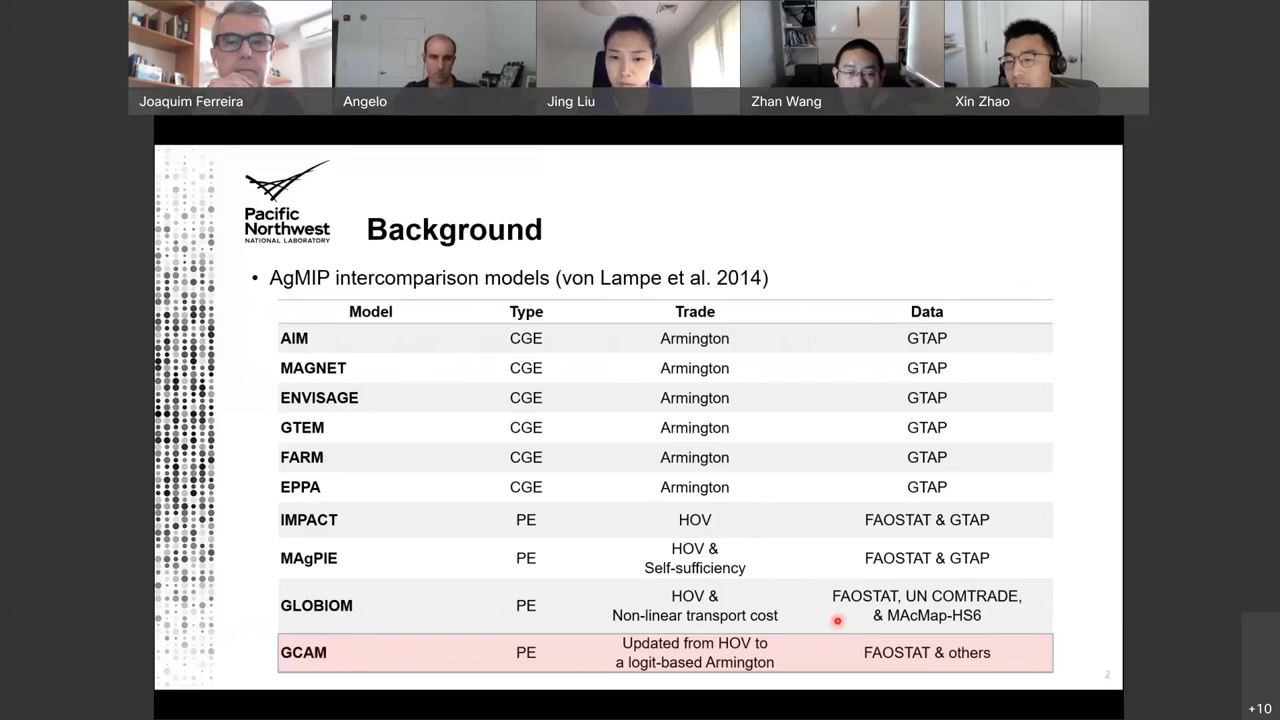 Joaquim Ferreira
Angelo
Jing Liu
Zhan Wang
Xin Zhao
Pacific
Northwest
NATIONAL LABORATORY
Background
• AgMIP intercomparison models (von Lampe et al. 2014)
Model Type Trade Data
AIM CGE Armington GTAP
MAGNET CGE Armington GTAP
ENVISAGE CGE Armington GTAP
GTEM CGE Armington GTAP
FARM CGE Armington GTAP
EPPA CGE Armington GTAP
IMPACT PE HOV FAOSTAT & GTAP
MAgPIE PE HOV &
Self-sufficiency FAOSTAT & GTAP
GLOBIOM PE HOV &
Non-linear transport cost FAOSTAT, UN COMTRADE,
& MAcMap-HS6
GCAM PE Updated from HOV to
a logit-based Armington FAOSTAT & others
2
+10